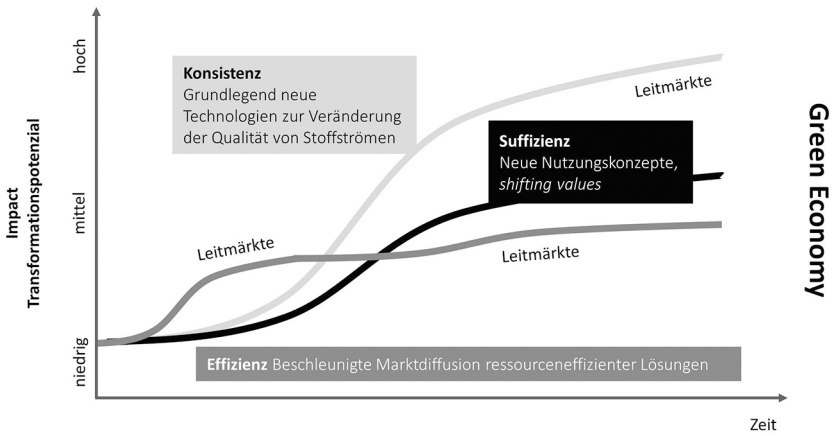 hoch
mittel
niedrig
Impact
Transformationspotenzial
Konsistenz
Grundlegend neue
Technologien zur Veränderung
der Qualität von Stoffströmen
Leitmärkte
Suffizienz
Neue Nutzungskonzepte,
shifting values
Leitmärkte
Leitmärkte
Effizienz Beschleunigte Marktdiffusion ressourceneffizienter Lösungen
Zeit
Green Economy